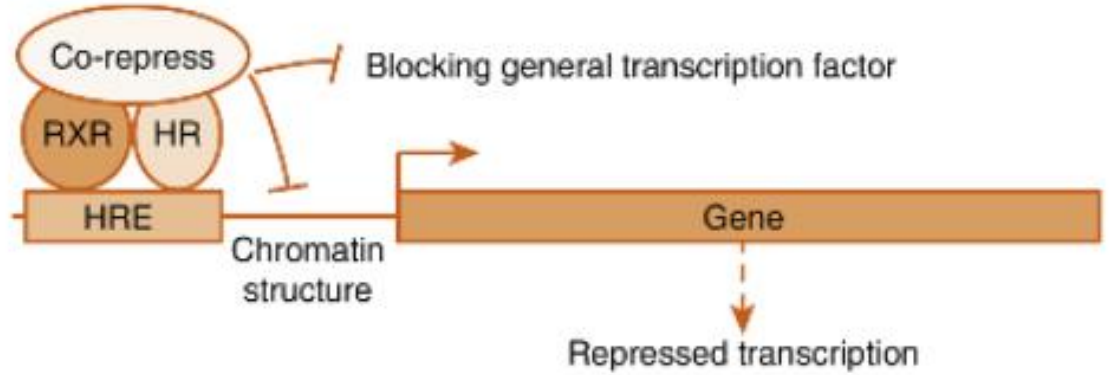 Co-repress
Blocking general transcription factor
RXR
HR
HRE
Gene
Chromatin
structure
Repressed transcription